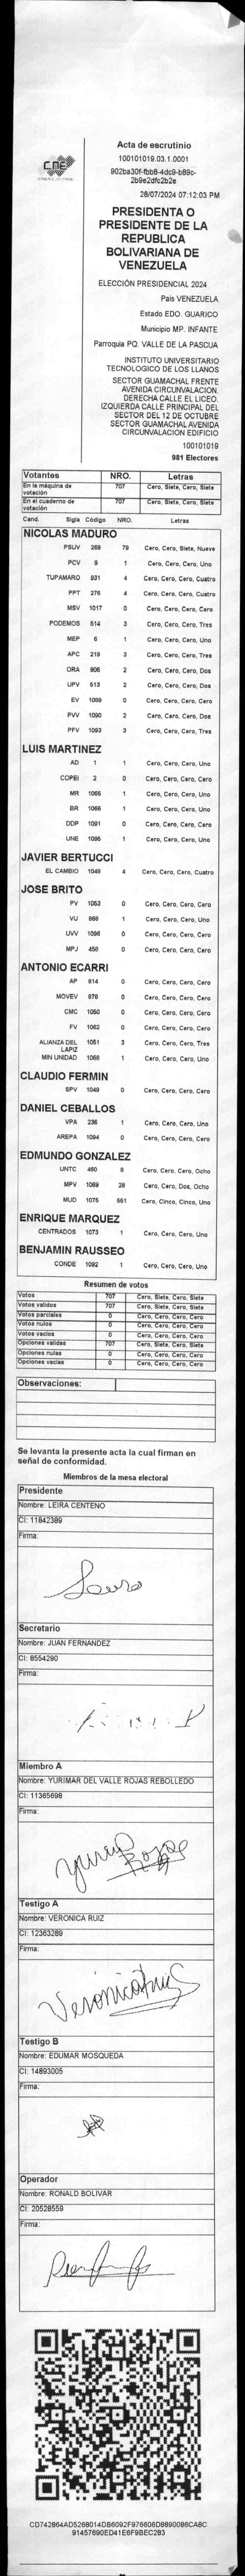 CNE
Acta de escrutinio
100101019.03.1.0001
902ba30f-fbb8-4dc9-b89c-
2b9e2dfc2b2e
28/07/2024 07:12:03 PM
PRESIDENTA O
PRESIDENTE DE LA
REPUBLICA
BOLIVARIANA DE
VENEZUELA
ELECCIÓN PRESIDENCIAL 2024
País VENEZUELA
Estado EDO. GUARICO
Municipio MP. INFANTE
Parroquia PQ. VALLE DE LA PASCUA
INSTITUTO UNIVERSITARIO
TECNOLOGICO DE LOS LLANOS
SECTOR GUAMACHAL FRENTE
AVENIDA CIRCUNVALACION.
DERECHA CALLE EL LICEO.
IZQUIERDA CALLE PRINCIPAL DEL
SECTOR DEL 12 DE OCTUBRE
SECTOR GUAMACHAL AVENIDA
CIRCUNVALACION EDIFICIO
100101019
981 Electores
Votantes NRO. Letras
En la máquina de votación 707 Cero, Siete, Cero, Siete
En el cuaderno de votación 707 Cero, Siete, Cero, Siete
Cand. Sigla Código NRO. Letras
NICOLAS MADURO
PSUV 269 79 Cero, Cero, Siete, Nueve
PCV 9 1 Cero, Cero, Cero, Uno
TUPAMARO 931 4 Cero, Cero, Cero, Cuatro
PPT 276 4 Cero, Cero, Cero, Cuatro
MSV 1017 0 Cero, Cero, Cero, Cero
PODEMOS 514 3 Cero, Cero, Cero, Tres
MEP 6 1 Cero, Cero, Cero, Uno
APC 219 3 Cero, Cero, Cero, Tres
ORA 906 2 Cero, Cero, Cero, Dos
UPV 613 2 Cero, Cero, Cero, Dos
EV 1089 0 Cero, Cero, Cero, Cero
PVV 1090 2 Cero, Cero, Cero, Dos
PFV 1093 3 Cero, Cero, Cero, Tres
LUIS MARTINEZ
AD 1 1 Cero, Cero, Cero, Uno
COPEI 2 0 Cero, Cero, Cero, Cero
MR 1065 1 Cero, Cero, Cero, Uno
BR 1066 1 Cero, Cero, Cero, Uno
DDP 1091 0 Cero, Cero, Cero, Cero
UNE 1095 1 Cero, Cero, Cero, Uno
JAVIER BERTUCCI
EL CAMBIO 1048 4 Cero, Cero, Cero, Cuatro
JOSE BRITO
PV 1053 0 Cero, Cero, Cero, Cero
VU 968 1 Cero, Cero, Cero, Uno
UVV 1096 0 Cero, Cero, Cero, Cero
MPJ 458 0 Cero, Cero, Cero, Cero
ANTONIO ECARRI
AP 914 0 Cero, Cero, Cero, Cero
MOVEV 878 0 Cero, Cero, Cero, Cero
CMC 1050 0 Cero, Cero, Cero, Cero
FV 1062 0 Cero, Cero, Cero, Cero
ALIANZA DEL LAPIZ 1051 3 Cero, Cero, Cero, Tres
MIN UNIDAD 1068 1 Cero, Cero, Cero, Uno
CLAUDIO FERMIN
SPV 1049 0 Cero, Cero, Cero, Cero
DANIEL CEBALLOS
VPA 236 1 Cero, Cero, Cero, Uno
AREPA 1094 0 Cero, Cero, Cero, Cero
EDMUNDO GONZALEZ
UNTC 460 8 Cero, Cero, Cero, Ocho
MPV 1069 28 Cero, Cero, Dos, Ocho
MUD 1075 551 Cero, Cinco, Cinco, Uno
ENRIQUE MARQUEZ
CENTRADOS 1073 1 Cero, Cero, Cero, Uno
BENJAMIN RAUSSEO
CONDE 1092 1 Cero, Cero, Cero, Uno
Resumen de votos
Votos 707 Cero, Siete, Cero, Siete
Votos validos 707 Cero, Siete, Cero, Siete
Votos parciales 0 Cero, Cero, Cero, Cero
Votos nulos 0 Cero, Cero, Cero, Cero
Votos vacios 0 Cero, Cero, Cero, Cero
Opciones validas 707 Cero, Siete, Cero, Siete
Opciones nulas 0 Cero, Cero, Cero, Cero
Opciones vacias 0 Cero, Cero, Cero, Cero
Observaciones:
Se levanta la presente acta la cual firman en
señal de conformidad.
Miembros de la mesa electoral
Presidente
Nombre: LEIRA CENTENO
CI: 11842389
Firma:
Secretario
Nombre: JUAN FERNANDEZ
CI: 8554290
Firma:
Miembro A
Nombre: YURIMAR DEL VALLE ROJAS REBOLLEDO
CI: 11365698
Firma:
Testigo A
Nombre: VERONICA RUIZ
CI: 12363289
Firma:
Testigo B
Nombre: EDUMAR MOSQUEDA
CI: 14893005
Firma:
Operador
Nombre: RONALD BOLIVAR
CI: 20528559
Firma:
CD742864AD5268014DB6092F976606D8890086CA8C
91457690ED41E6F9BEC283